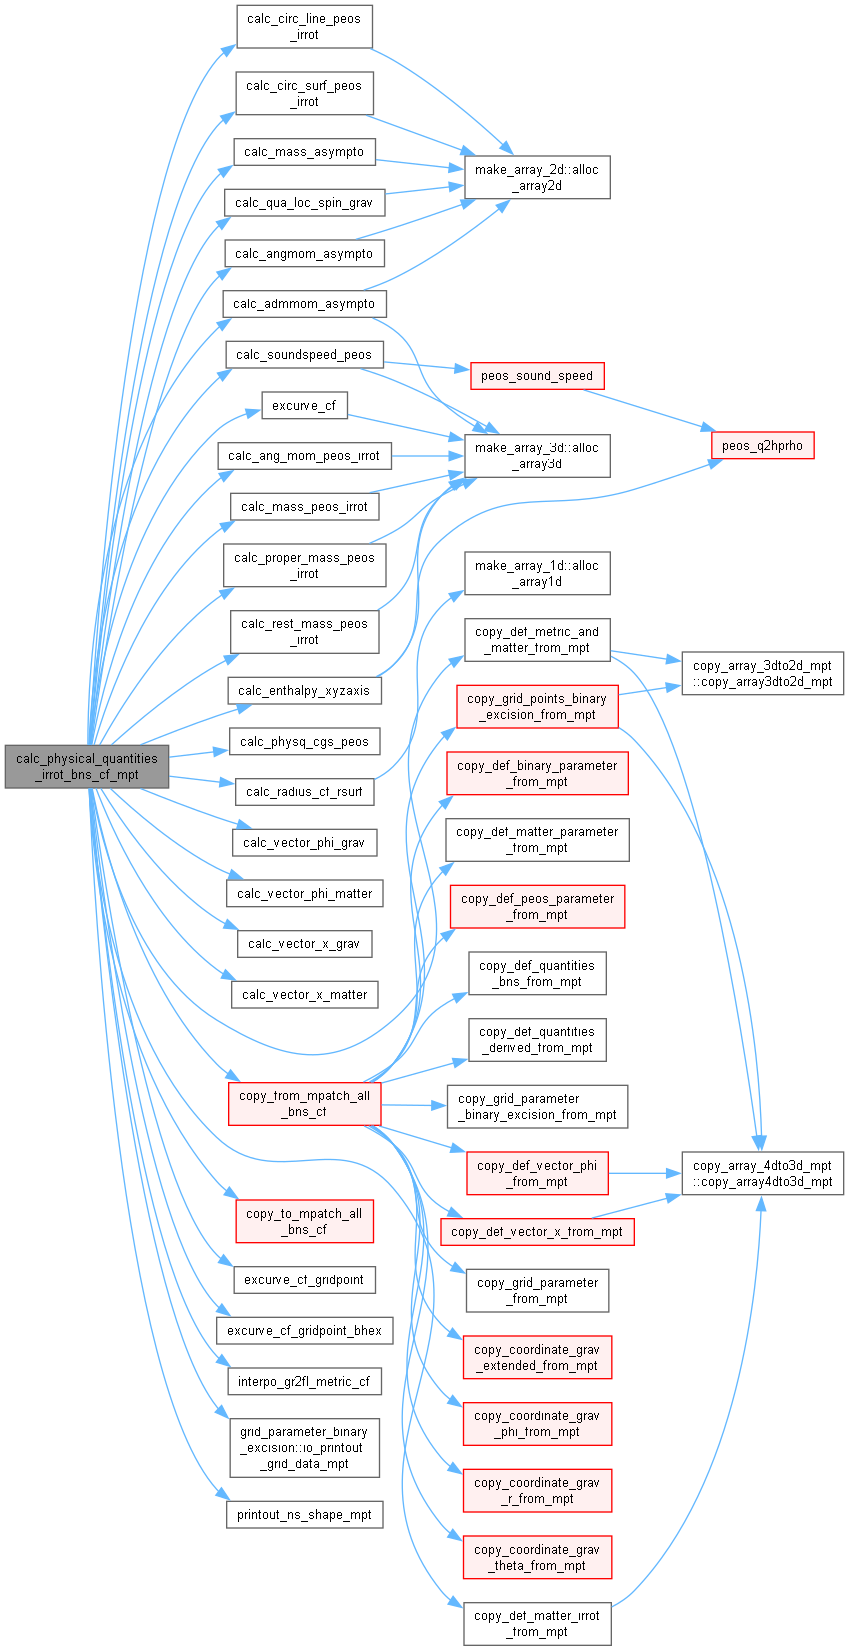 calc_circ_line_peos
_irrot
calc_circ_surf_peos
_irrot
calc_mass_asympto
make_array_2d::alloc
_array2d
calc_qua_loc_spin_grav
calc_angmom_asympto
calc_admmom_asympto
calc_soundspeed_peos
peos_sound_speed
excurve_cf
peos_q2hprho
make_array_3d::alloc
_array3d
calc_ang_mom_peos_irrot
calc_mass_peos_irrot
calc_proper_mass_peos
_irrot
make_array_1d::alloc
_array1d
calc_rest_mass_peos
_irrot
copy_def_metric_and
_matter_from_mpt
copy_array_3dto2d_mpt
::copy_array3dto2d_mpt
calc_enthalpy_xyzaxis
copy_grid_points_binary
_excision_from_mpt
calc_physq_cgs_peos
calc_physical_quantities
_irrot_bns_cf_mpt
copy_def_binary_parameter
_from_mpt
calc_radius_cf_rsurf
calc_vector_phi_grav
copy_def_matter_parameter
_from_mpt
calc_vector_phi_matter
copy_def_peos_parameter
_from_mpt
calc_vector_x_grav
copy_def_quantities
_bns_from_mpt
calc_vector_x_matter
copy_def_quantities
_derived_from_mpt
copy_from_mpatch_all
_bns_cf
copy_grid_parameter
_binary_excision_from_mpt
copy_def_vector_phi
_from_mpt
copy_array_4dto3d_mpt
::copy_array4dto3d_mpt
copy_to_mpatch_all
_bns_cf
copy_def_vector_x_from_mpt
excurve_cf_gridpoint
copy_grid_parameter
_from_mpt
excurve_cf_gridpoint_bhex
copy_coordinate_grav
_extended_from_mpt
interpo_gr2fl_metric_cf
copy_coordinate_grav
_phi_from_mpt
grid_parameter_binary
_excision::io_printout
_grid_data_mpt
copy_coordinate_grav
_r_from_mpt
printout_ns_shape_mpt
copy_coordinate_grav
_theta_from_mpt
copy_def_matter_irrot
_from_mpt